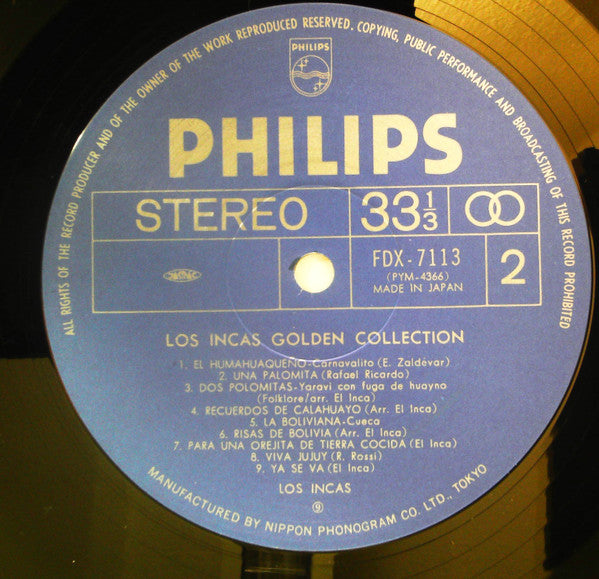 ALL RIGHTS OF THE RECORD PRODUCER AND OF THE OWNER OF THE WORK REPRODUCED RESERVED. COPYING, PUBLIC PERFORMANCE AND BROADCASTING OF THIS RECORD PROHIBITED
PHILIPS
PHILIPS
STEREO 33 1/3
FDX-7113 2
(PYM-4366)
MADE IN JAPAN
LOS INCAS GOLDEN COLLECTION
1. EL HUMAHUAQUEÑO-Carnavalito (E. Zaldévar)
2. UNA PALOMITA (Rafael Ricardo)
3. DOS POLOMITAS-Yaravi con fuga de huayno
(Folklore/arr. El Inca)
4. RECUERDOS DE CALAHUAYO (Arr. El Inca)
5. LA BOLIVIANA-Cueca
6. RISAS DE BOLIVIA (Arr. El Inca)
7. PARA UNA OREJITA DE TIERRA COCIDA (El Inca)
8. VIVA JUJUY (R. Rossi)
9. YA SE VA (El Inca)
LOS INCAS
MANUFACTURED BY NIPPON PHONOGRAM CO. LTD., TOKYO